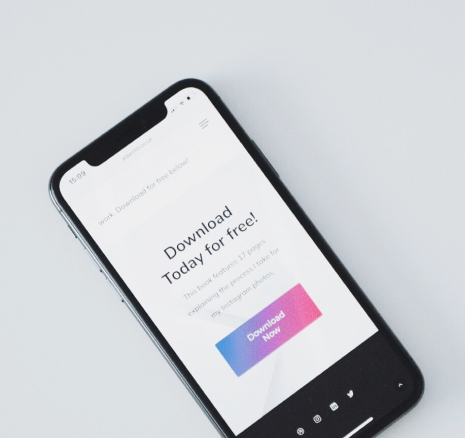 15:09
work. Download for free below!
Download
Today for free!
This book features 17 pages
explaining the process I take for
my Instagram photos.
Download
Now